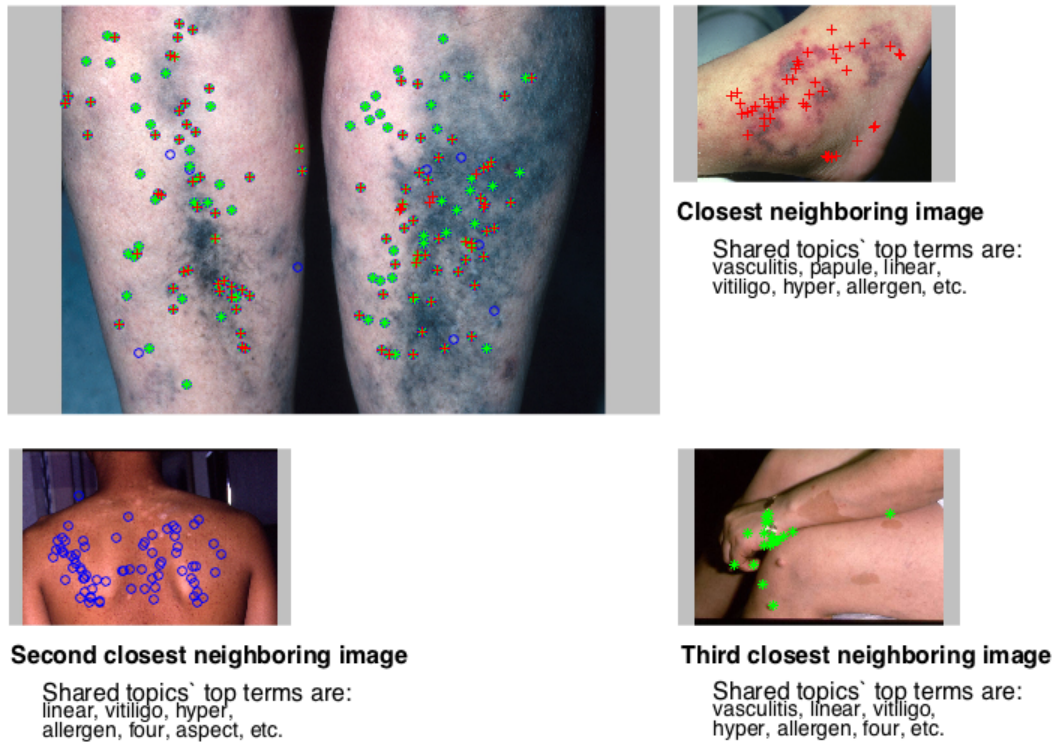 Closest neighboring image
Shared topics` top terms are:
vasculitis, papule, linear,
vitiligo, hyper, allergen, etc.
Second closest neighboring image
Shared topics` top terms are:
linear, vitiligo, hyper,
allergen, four, aspect, etc.
Third closest neighboring image
Shared topics` top terms are:
vasculitis, linear, vitiligo,
hyper, allergen, four, etc.